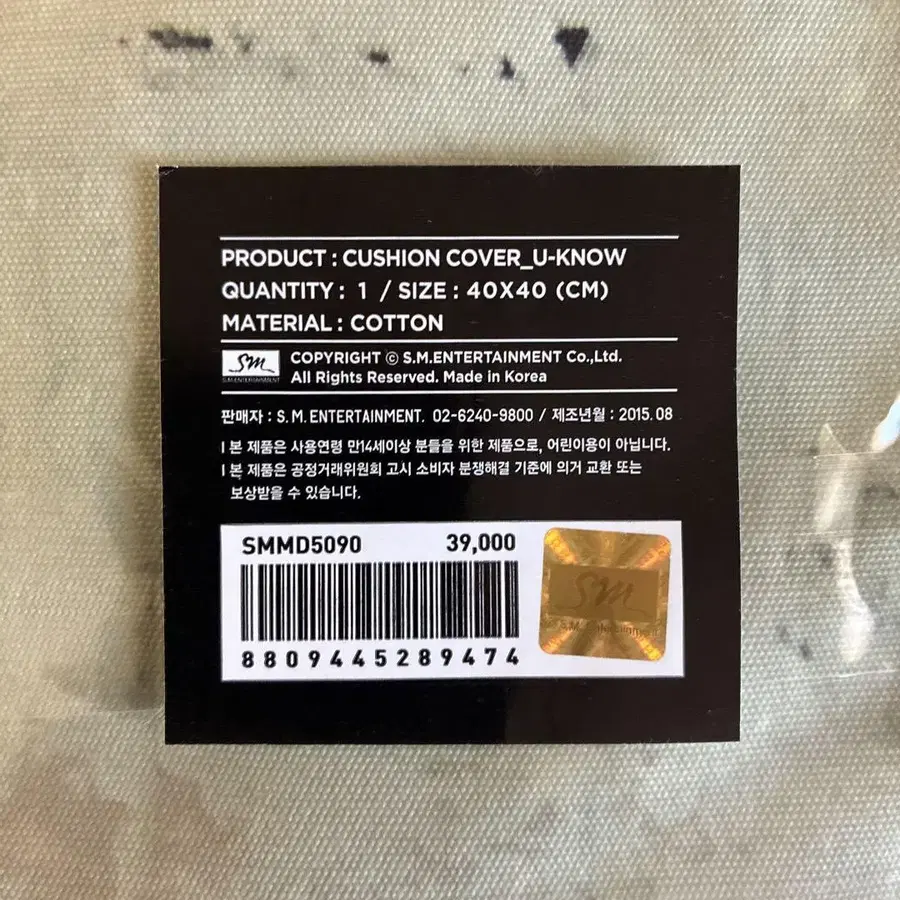 PRODUCT : CUSHION COVER_U-KNOW
QUANTITY : 1 / SIZE : 40X40 (CM)
MATERIAL : COTTON
SM
S.M.ENTERTAINMENT
COPYRIGHT © S.M.ENTERTAINMENT Co.,Ltd.
All Rights Reserved. Made in Korea
판매자 : S.M.ENTERTAINMENT. 02-6240-9800 / 제조년월 : 2015. 08
I 본 제품은 사용연령 만14세이상 분들을 위한 제품으로, 어린이용이 아닙니다.
I 본 제품은 공정거래위원회 고시 소비자 분쟁해결 기준에 의거 교환 또는
보상받을 수 있습니다.
SMMD5090 39,000
8809445289474
SM
S.M. Entertainment